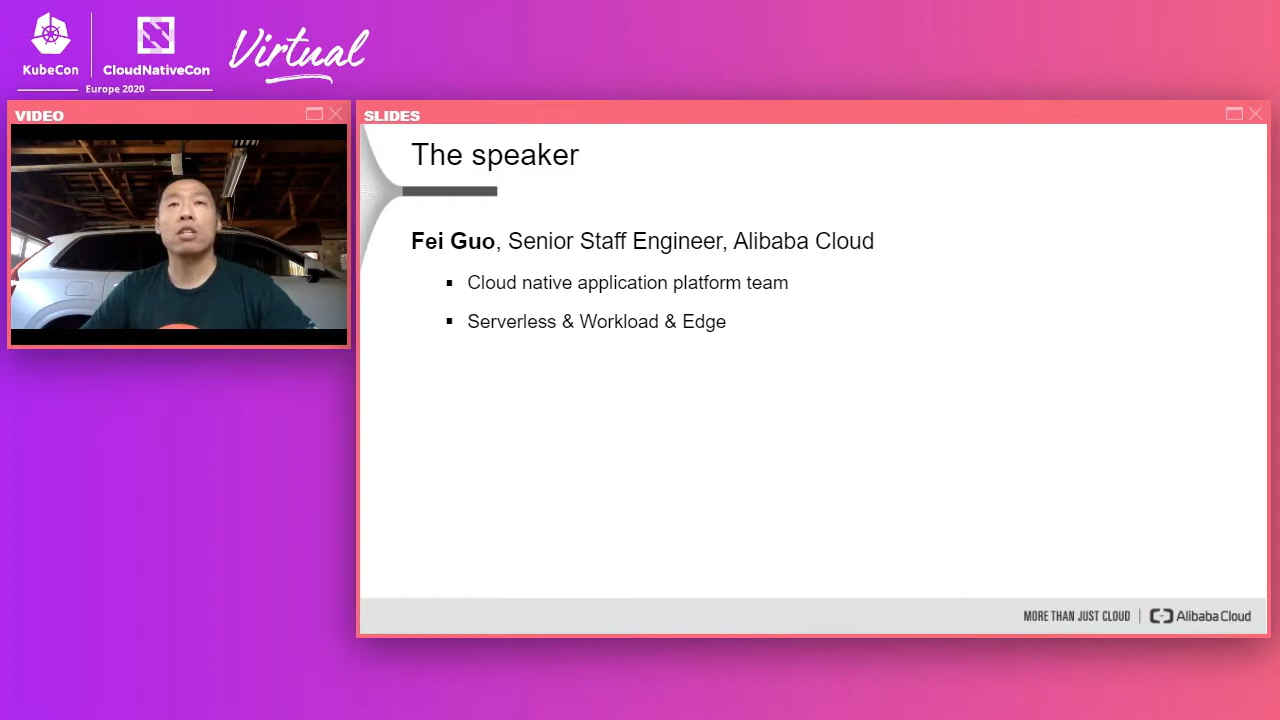 KubeCon
CloudNativeCon
Europe 2020
Virtual
VIDEO
SLIDES
The speaker
Fei Guo, Senior Staff Engineer, Alibaba Cloud
▪ Cloud native application platform team
▪ Serverless & Workload & Edge
MORE THAN JUST CLOUD | Alibaba Cloud